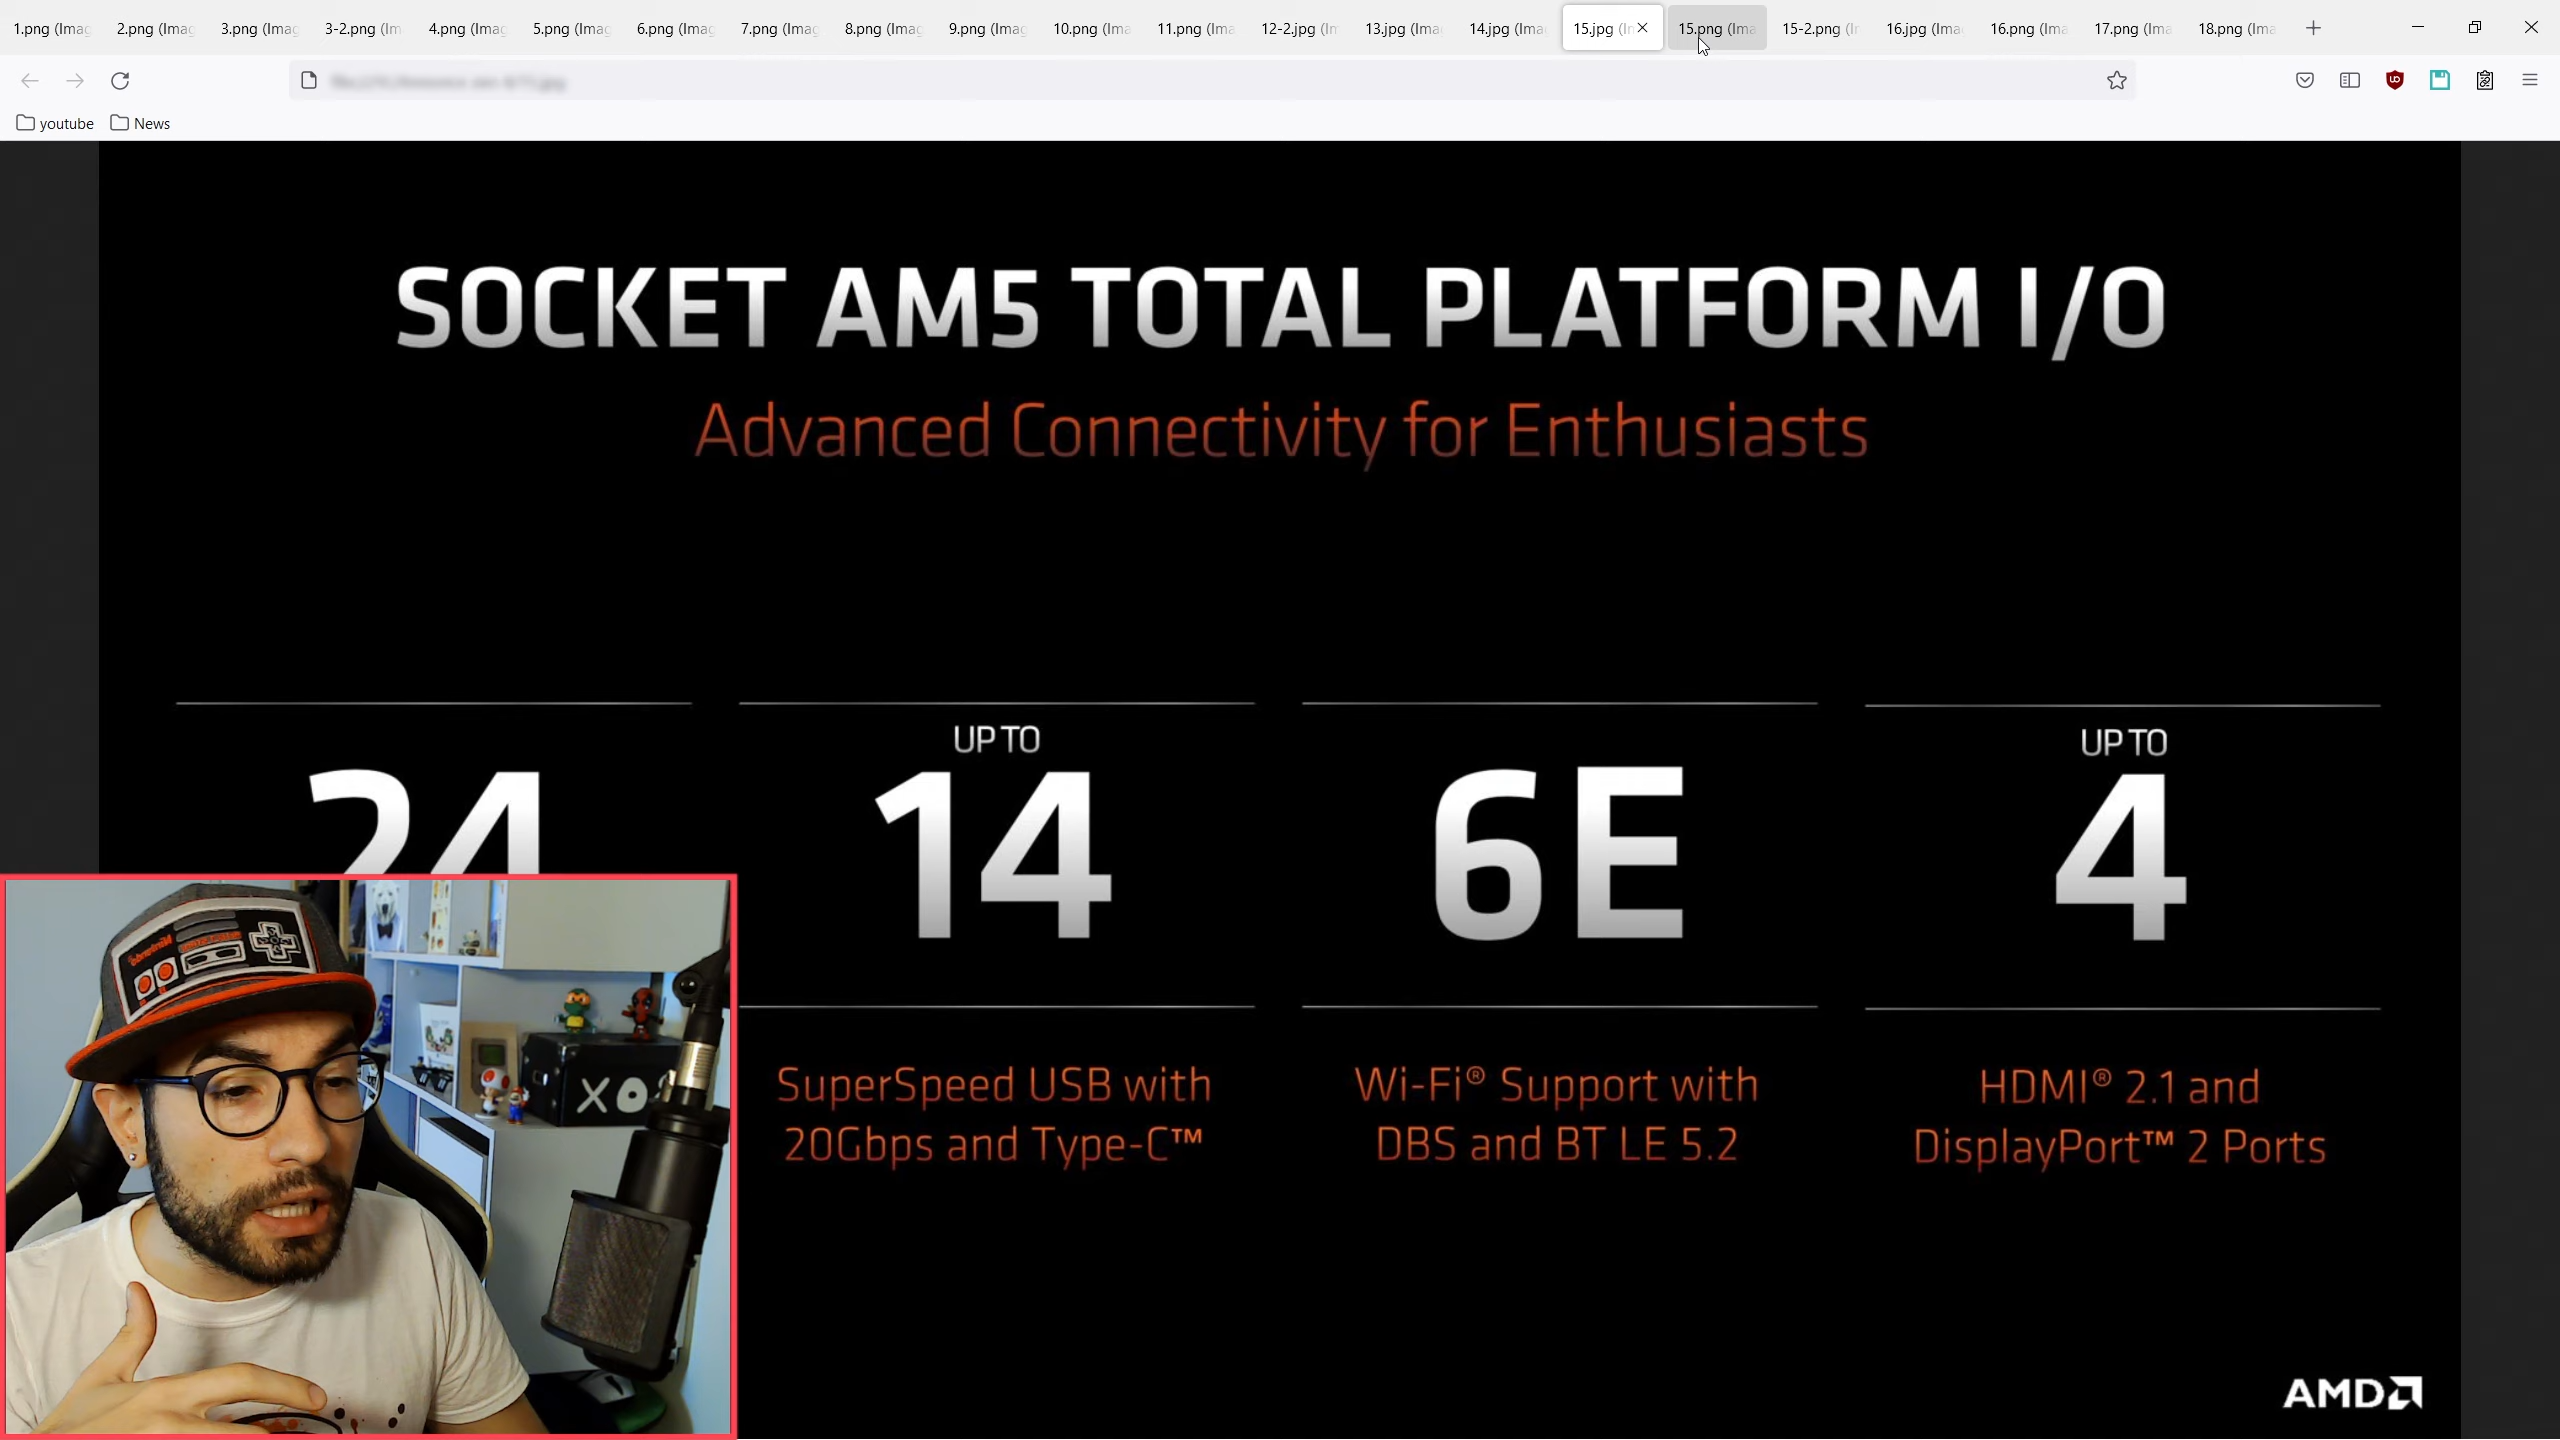 1.png (Imag
2.png (Imag
3.png (Imag
3-2.png (Im
4.png (Imag
5.png (Imag
6.png (Imag
7.png (Imag
8.png (Imag
9.png (Imag
10.png (Ima
11.png (Ima
12-2.jpg (Im
13.jpg (Ima
14.jpg (Ima
15.jpg (In
15.png (Ima
15-2.png (Ir
16.jpg (Ima
16.png (Ima
17.png (Ima
18.png (Ima
youtube
News
SOCKET AM5 TOTAL PLATFORM I/O
Advanced Connectivity for Enthusiasts
24
UP TO
14
SuperSpeed USB with
20Gbps and Type-C™
6E
Wi-Fi® Support with
DBS and BT LE 5.2
UP TO
4
HDMI® 2.1 and
DisplayPort™ 2 Ports
AMD